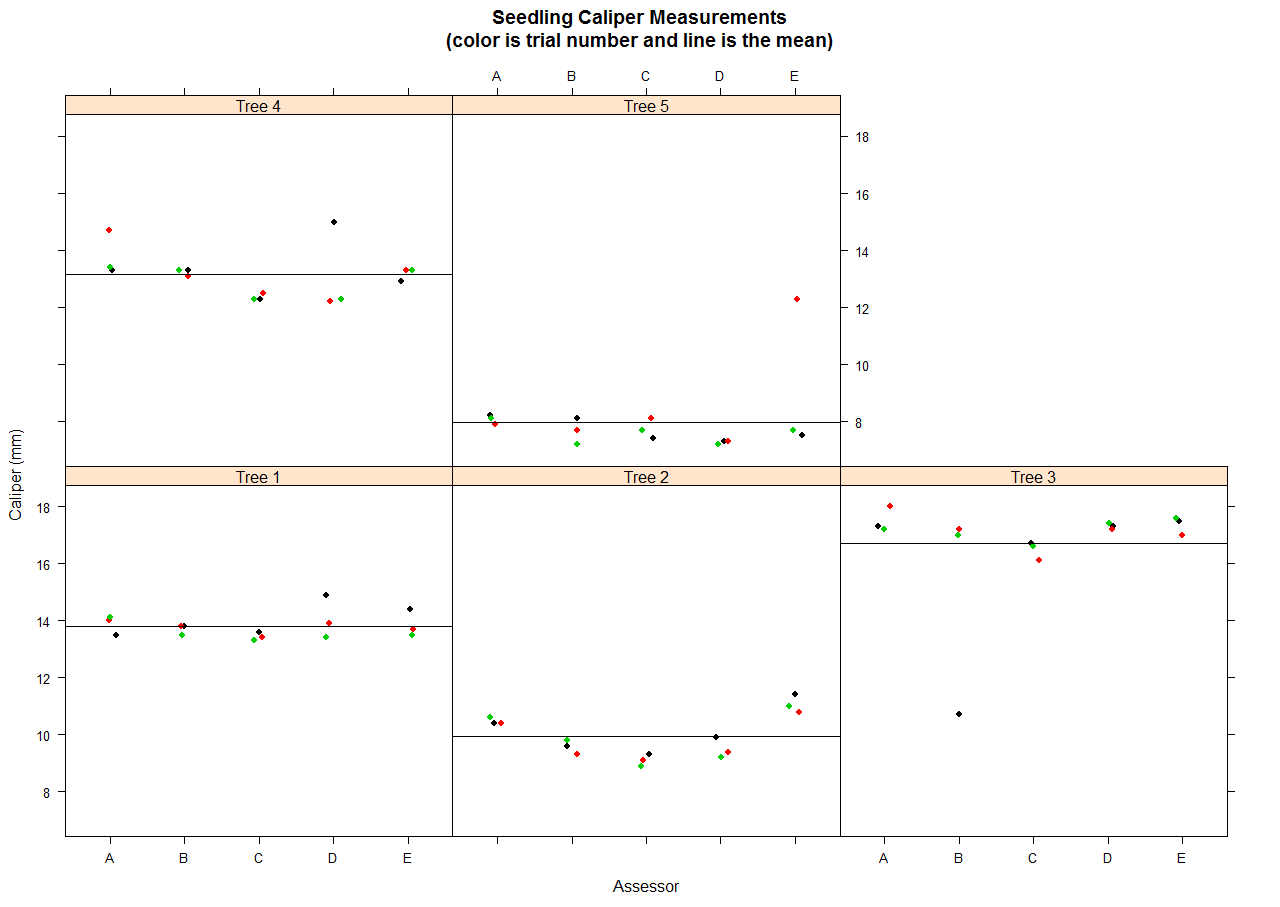 Seedling Caliper Measurements
(color is trial number and line is the mean)
A B C D E
Tree 4 Tree 5
18
16
14
12
10
8
Tree 1 Tree 2 Tree 3
Caliper (mm)
18
16
14
12
10
8
A B C D E A B C D E
Assessor